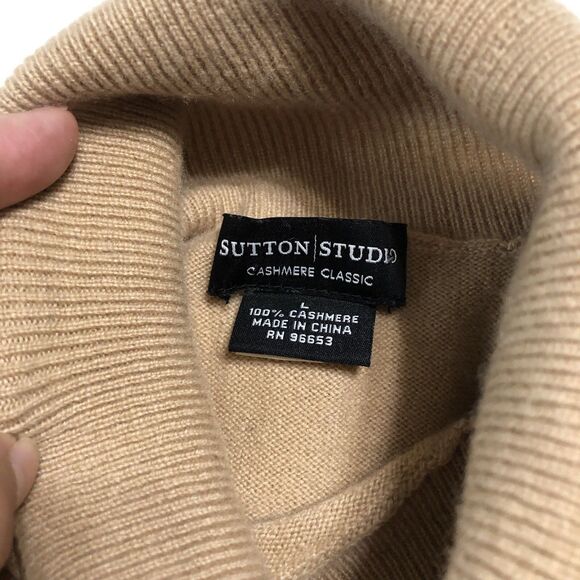 SUTTON|STUDIO
CASHMERE CLASSIC
L
100% CASHMERE
MADE IN CHINA
RN 96653